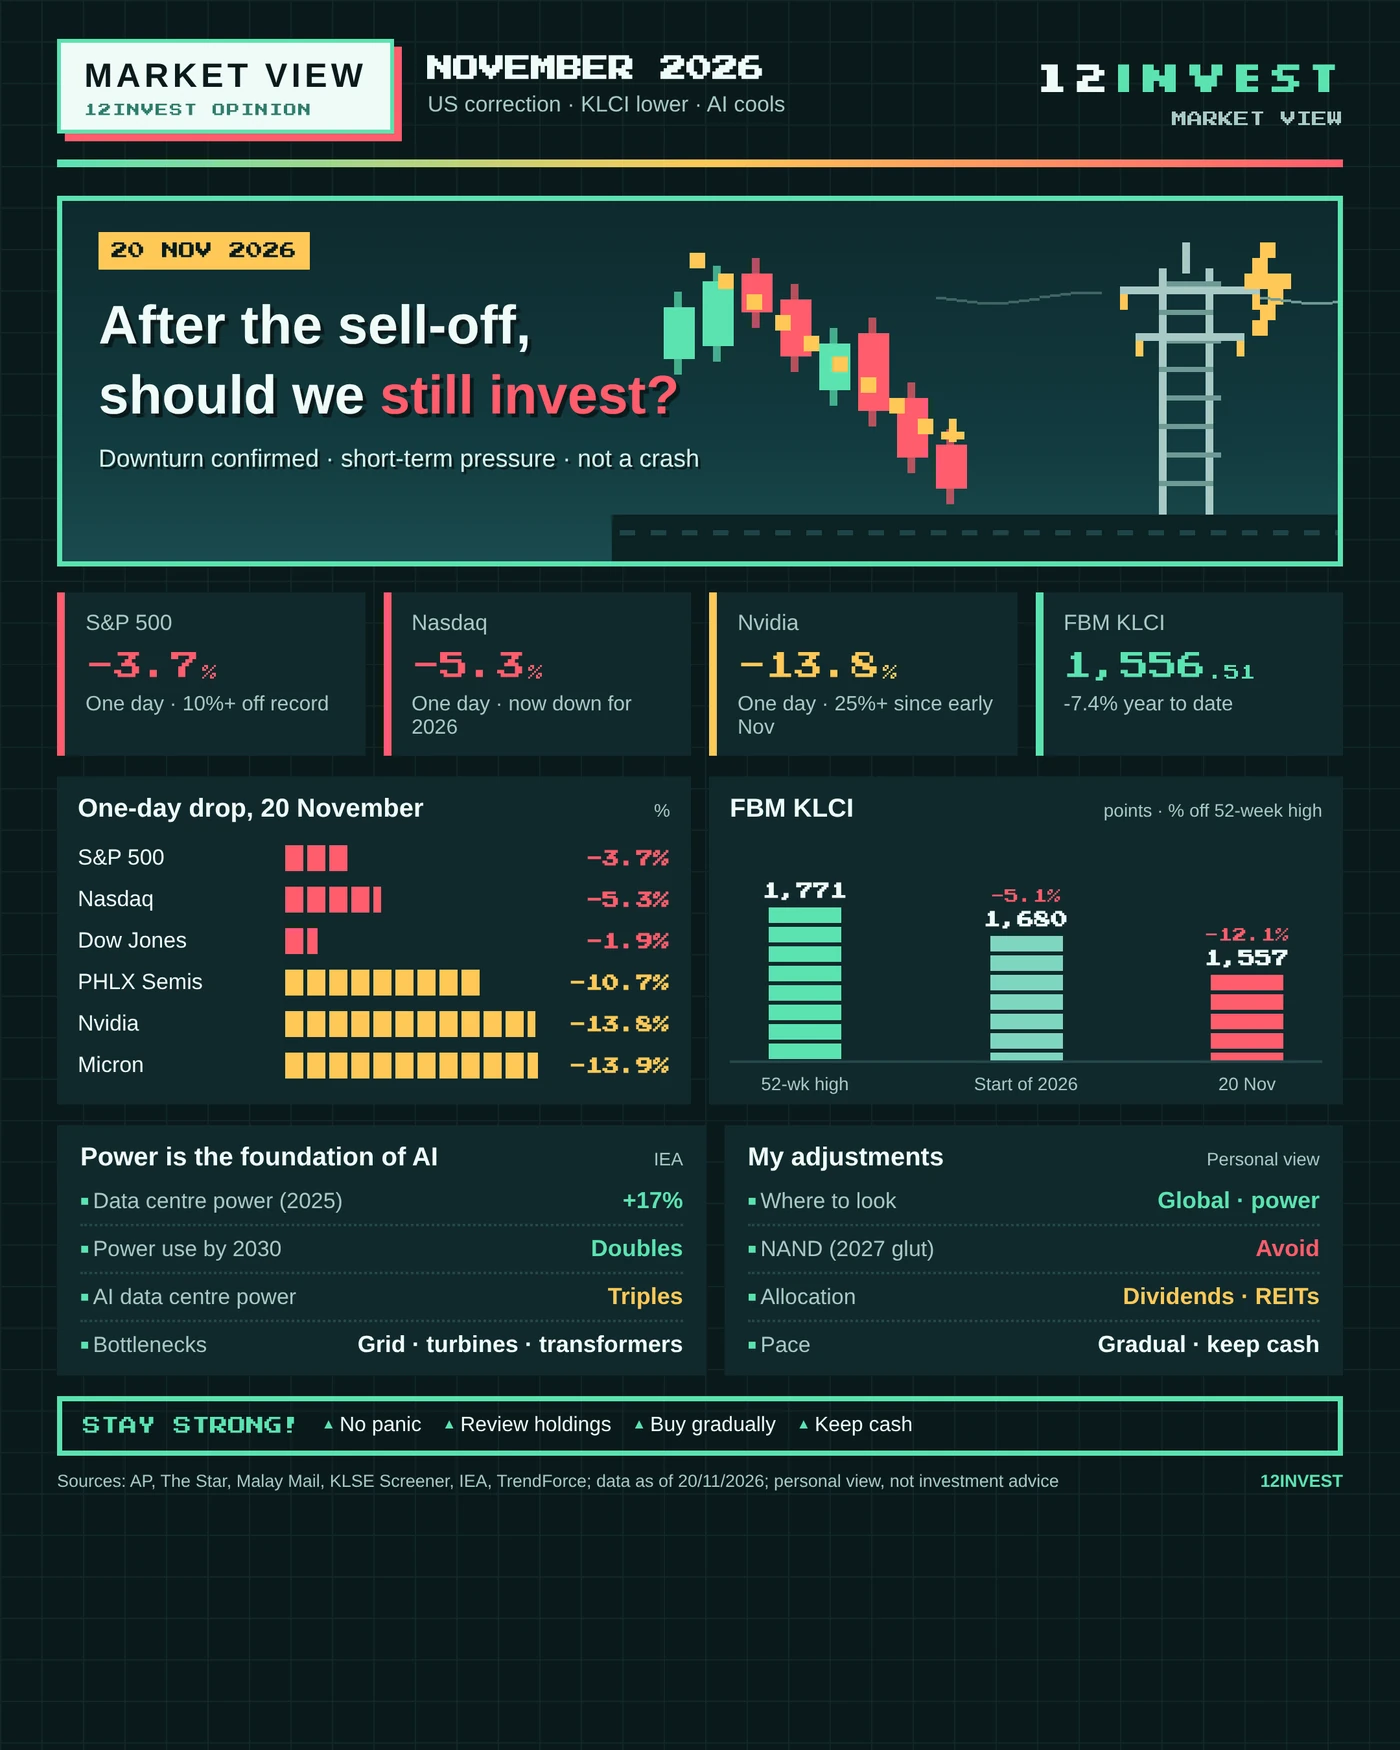 MARKET VIEW
12INVEST OPINION
NOVEMBER 2026
US correction · KLCI lower · AI cools
12INVEST
MARKET VIEW
20 NOV 2026
After the sell-off,
should we still invest?
Downturn confirmed · short-term pressure · not a crash
S&P 500
−3.7%
One day · 10%+ off record
Nasdaq
−5.3%
One day · now down for
2026
Nvidia
−13.8%
One day · 25%+ since early
Nov
FBM KLCI
1,556.51
-7.4% year to date
One-day drop, 20 November %
S&P 500 −3.7%
Nasdaq −5.3%
Dow Jones −1.9%
PHLX Semis −10.7%
Nvidia −13.8%
Micron −13.9%
FBM KLCI points · % off 52-week high
1,771
−5.1%
1,680
−12.1%
1,557
52-wk high Start of 2026 20 Nov
Power is the foundation of AI IEA
Data centre power (2025) +17%
Power use by 2030 Doubles
AI data centre power Triples
Bottlenecks Grid · turbines · transformers
My adjustments Personal view
Where to look Global · power
NAND (2027 glut) Avoid
Allocation Dividends · REITs
Pace Gradual · keep cash
STAY STRONG! ▲ No panic ▲ Review holdings ▲ Buy gradually ▲ Keep cash
Sources: AP, The Star, Malay Mail, KLSE Screener, IEA, TrendForce; data as of 20/11/2026; personal view, not investment advice 12INVEST